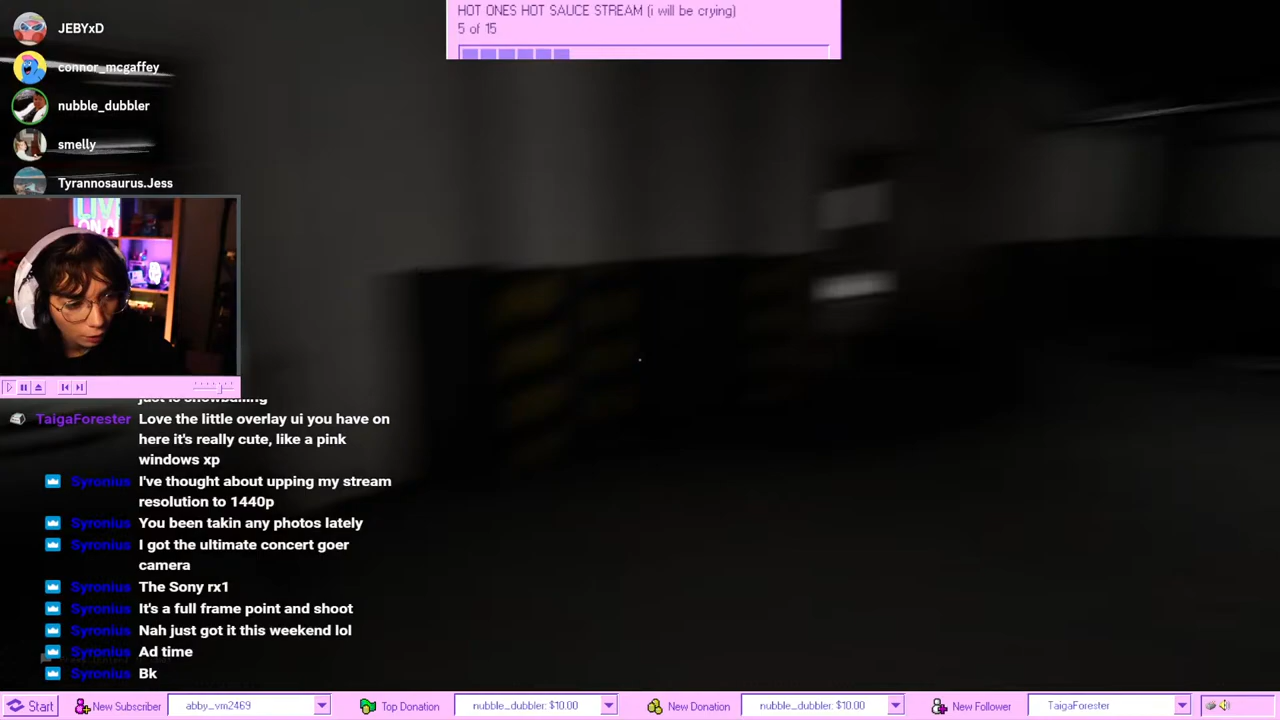 HOT ONES HOT SAUCE STREAM (i will be crying)
5 of 15
JEBYxD
connor_mcgaffey
nubble_dubbler
smelly
Tyrannosaurus.Jess
LIVE
TaigaForester Love the little overlay ui you have on
here it's really cute, like a pink
windows xp
Syronius I've thought about upping my stream
resolution to 1440p
Syronius You been takin any photos lately
Syronius I got the ultimate concert goer
camera
Syronius The Sony rx1
Syronius It's a full frame point and shoot
Syronius Nah just got it this weekend lol
Syronius Ad time
Syronius Bk
Start New Subscriber abby_vm2469 Top Donation nubble_dubbler: $10.00 New Donation nubble_dubbler: $10.00 New Follower TaigaForester